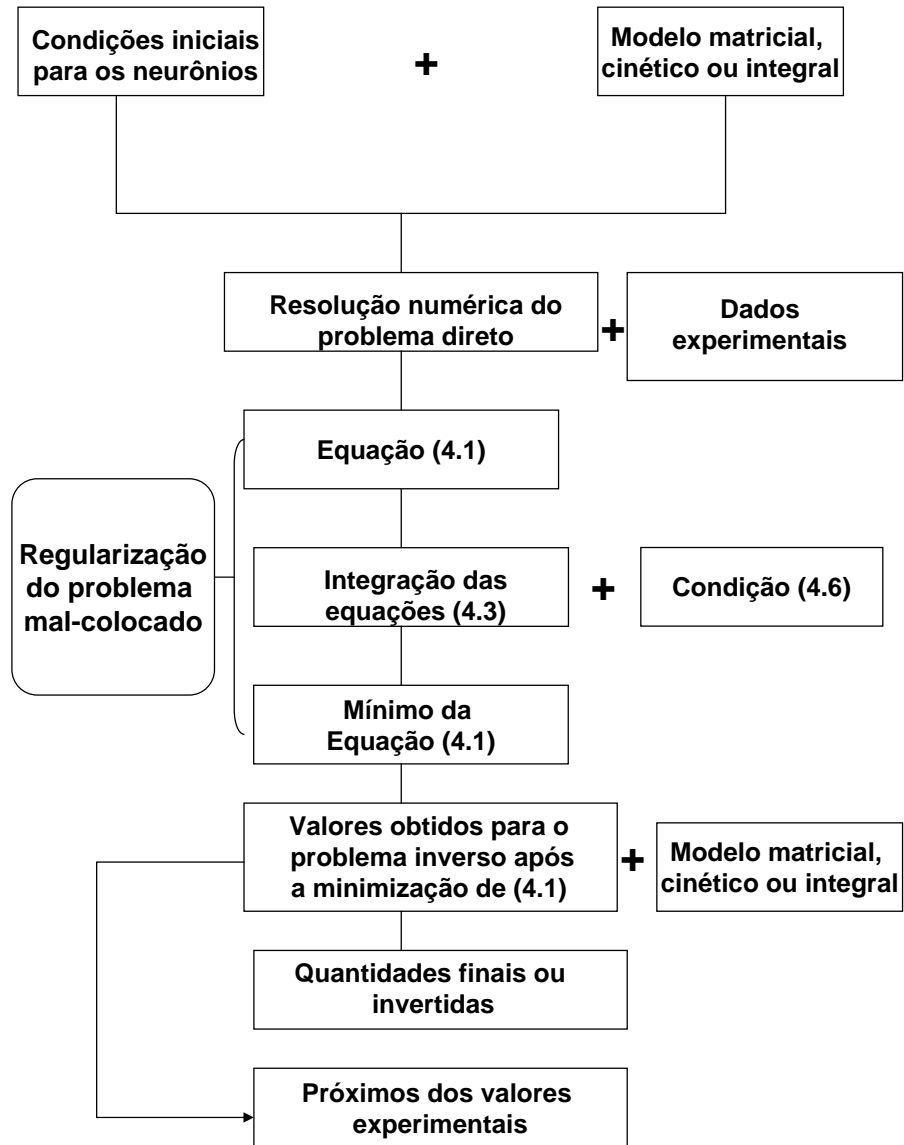 Condições iniciais
para os neurônios
+
Modelo matricial,
cinético ou integral
Resolução numérica do
problema direto
+
Dados
experimentais
Equação (4.1)
Regularização
do problema
mal-colocado
Integração das
equações (4.3)
+
Condição (4.6)
Mínimo da
Equação (4.1)
Valores obtidos para o
problema inverso após
a minimização de (4.1)
+
Modelo matricial,
cinético ou integral
Quantidades finais ou
invertidas
Próximos dos valores
experimentais